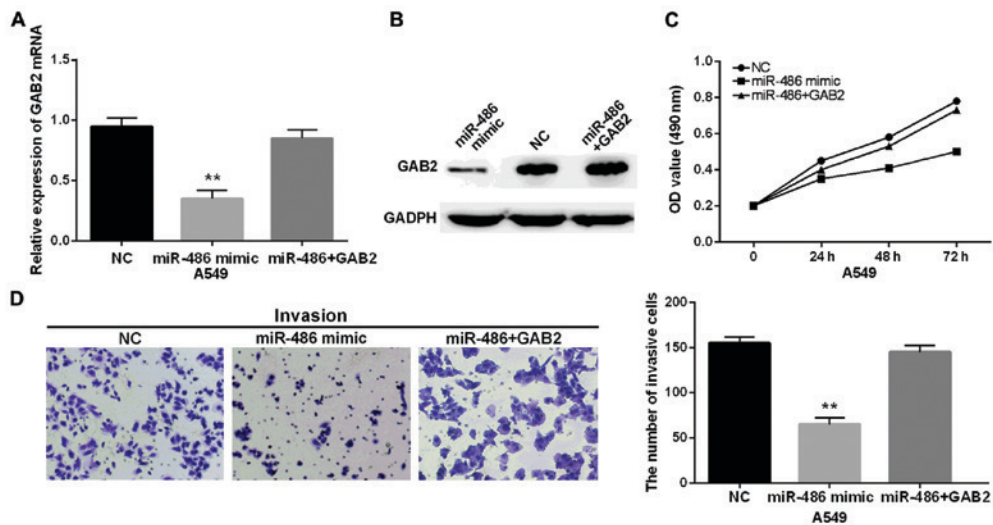 A
Relative expression of GAB2 mRNA
1.5
1.0
0.5
0.0
NC
miR-486 mimic
miR-486+GAB2
A549
B
miR-486
mimic
NC
miR-486
+GAB2
GAB2
GADPH
C
OD value (490 nm)
1.0
0.8
0.6
0.4
0.2
0.0
NC
miR-486 mimic
miR-486+GAB2
0
24 h
48 h
72 h
A549
D
Invasion
NC
miR-486 mimic
miR-486+GAB2
The number of invasive cells
150
100
50
0
NC
miR-486 mimic
miR-486+GAB2
A549
**
**